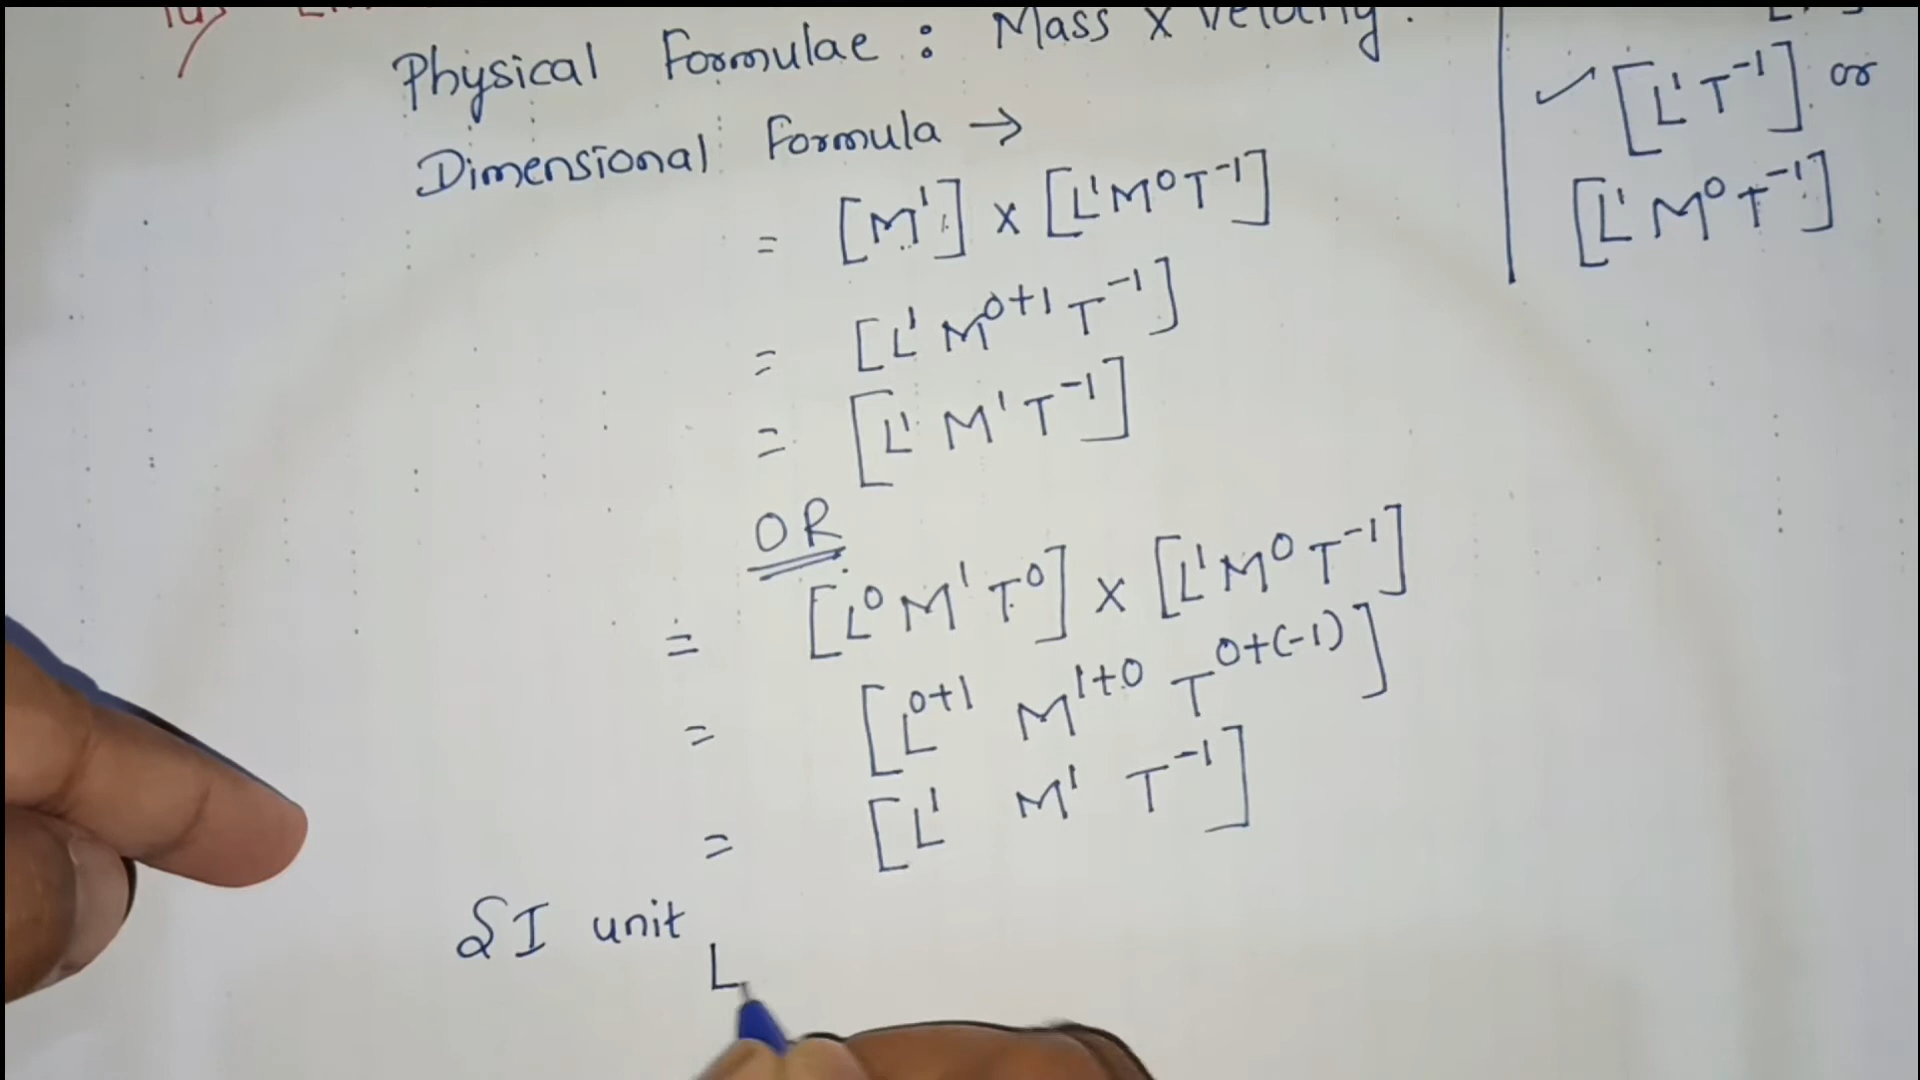 Physical Formulae : Mass x velocity.
Dimensional Formula →
= [M¹] x [L¹M⁰T⁻¹]
= [L¹ M⁰⁺¹ T⁻¹]
= [L¹ M¹ T⁻¹]
OR
= [L⁰ M¹ T⁰] x [L¹ M⁰ T⁻¹]
= [L⁰⁺¹ M¹⁺⁰ T⁰⁺⁽⁻¹⁾]
= [L¹ M¹ T⁻¹]
SI unit
L
✓ [L¹ T⁻¹] or
[L¹ M⁰ T⁻¹]